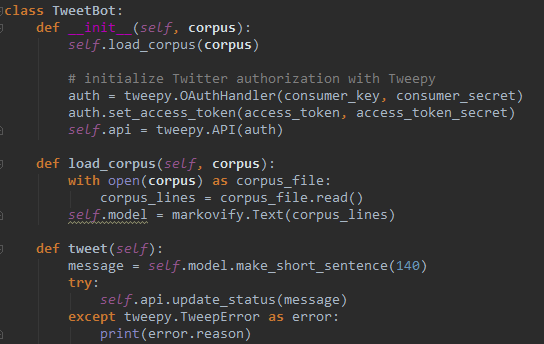 class TweetBot:
    def __init__(self, corpus):
        self.load_corpus(corpus)

        # initialize Twitter authorization with Tweepy
        auth = tweepy.OAuthHandler(consumer_key, consumer_secret)
        auth.set_access_token(access_token, access_token_secret)
        self.api = tweepy.API(auth)

    def load_corpus(self, corpus):
        with open(corpus) as corpus_file:
            corpus_lines = corpus_file.read()
        self.model = markovify.Text(corpus_lines)

    def tweet(self):
        message = self.model.make_short_sentence(140)
        try:
            self.api.update_status(message)
        except tweepy.TweepError as error:
            print(error.reason)